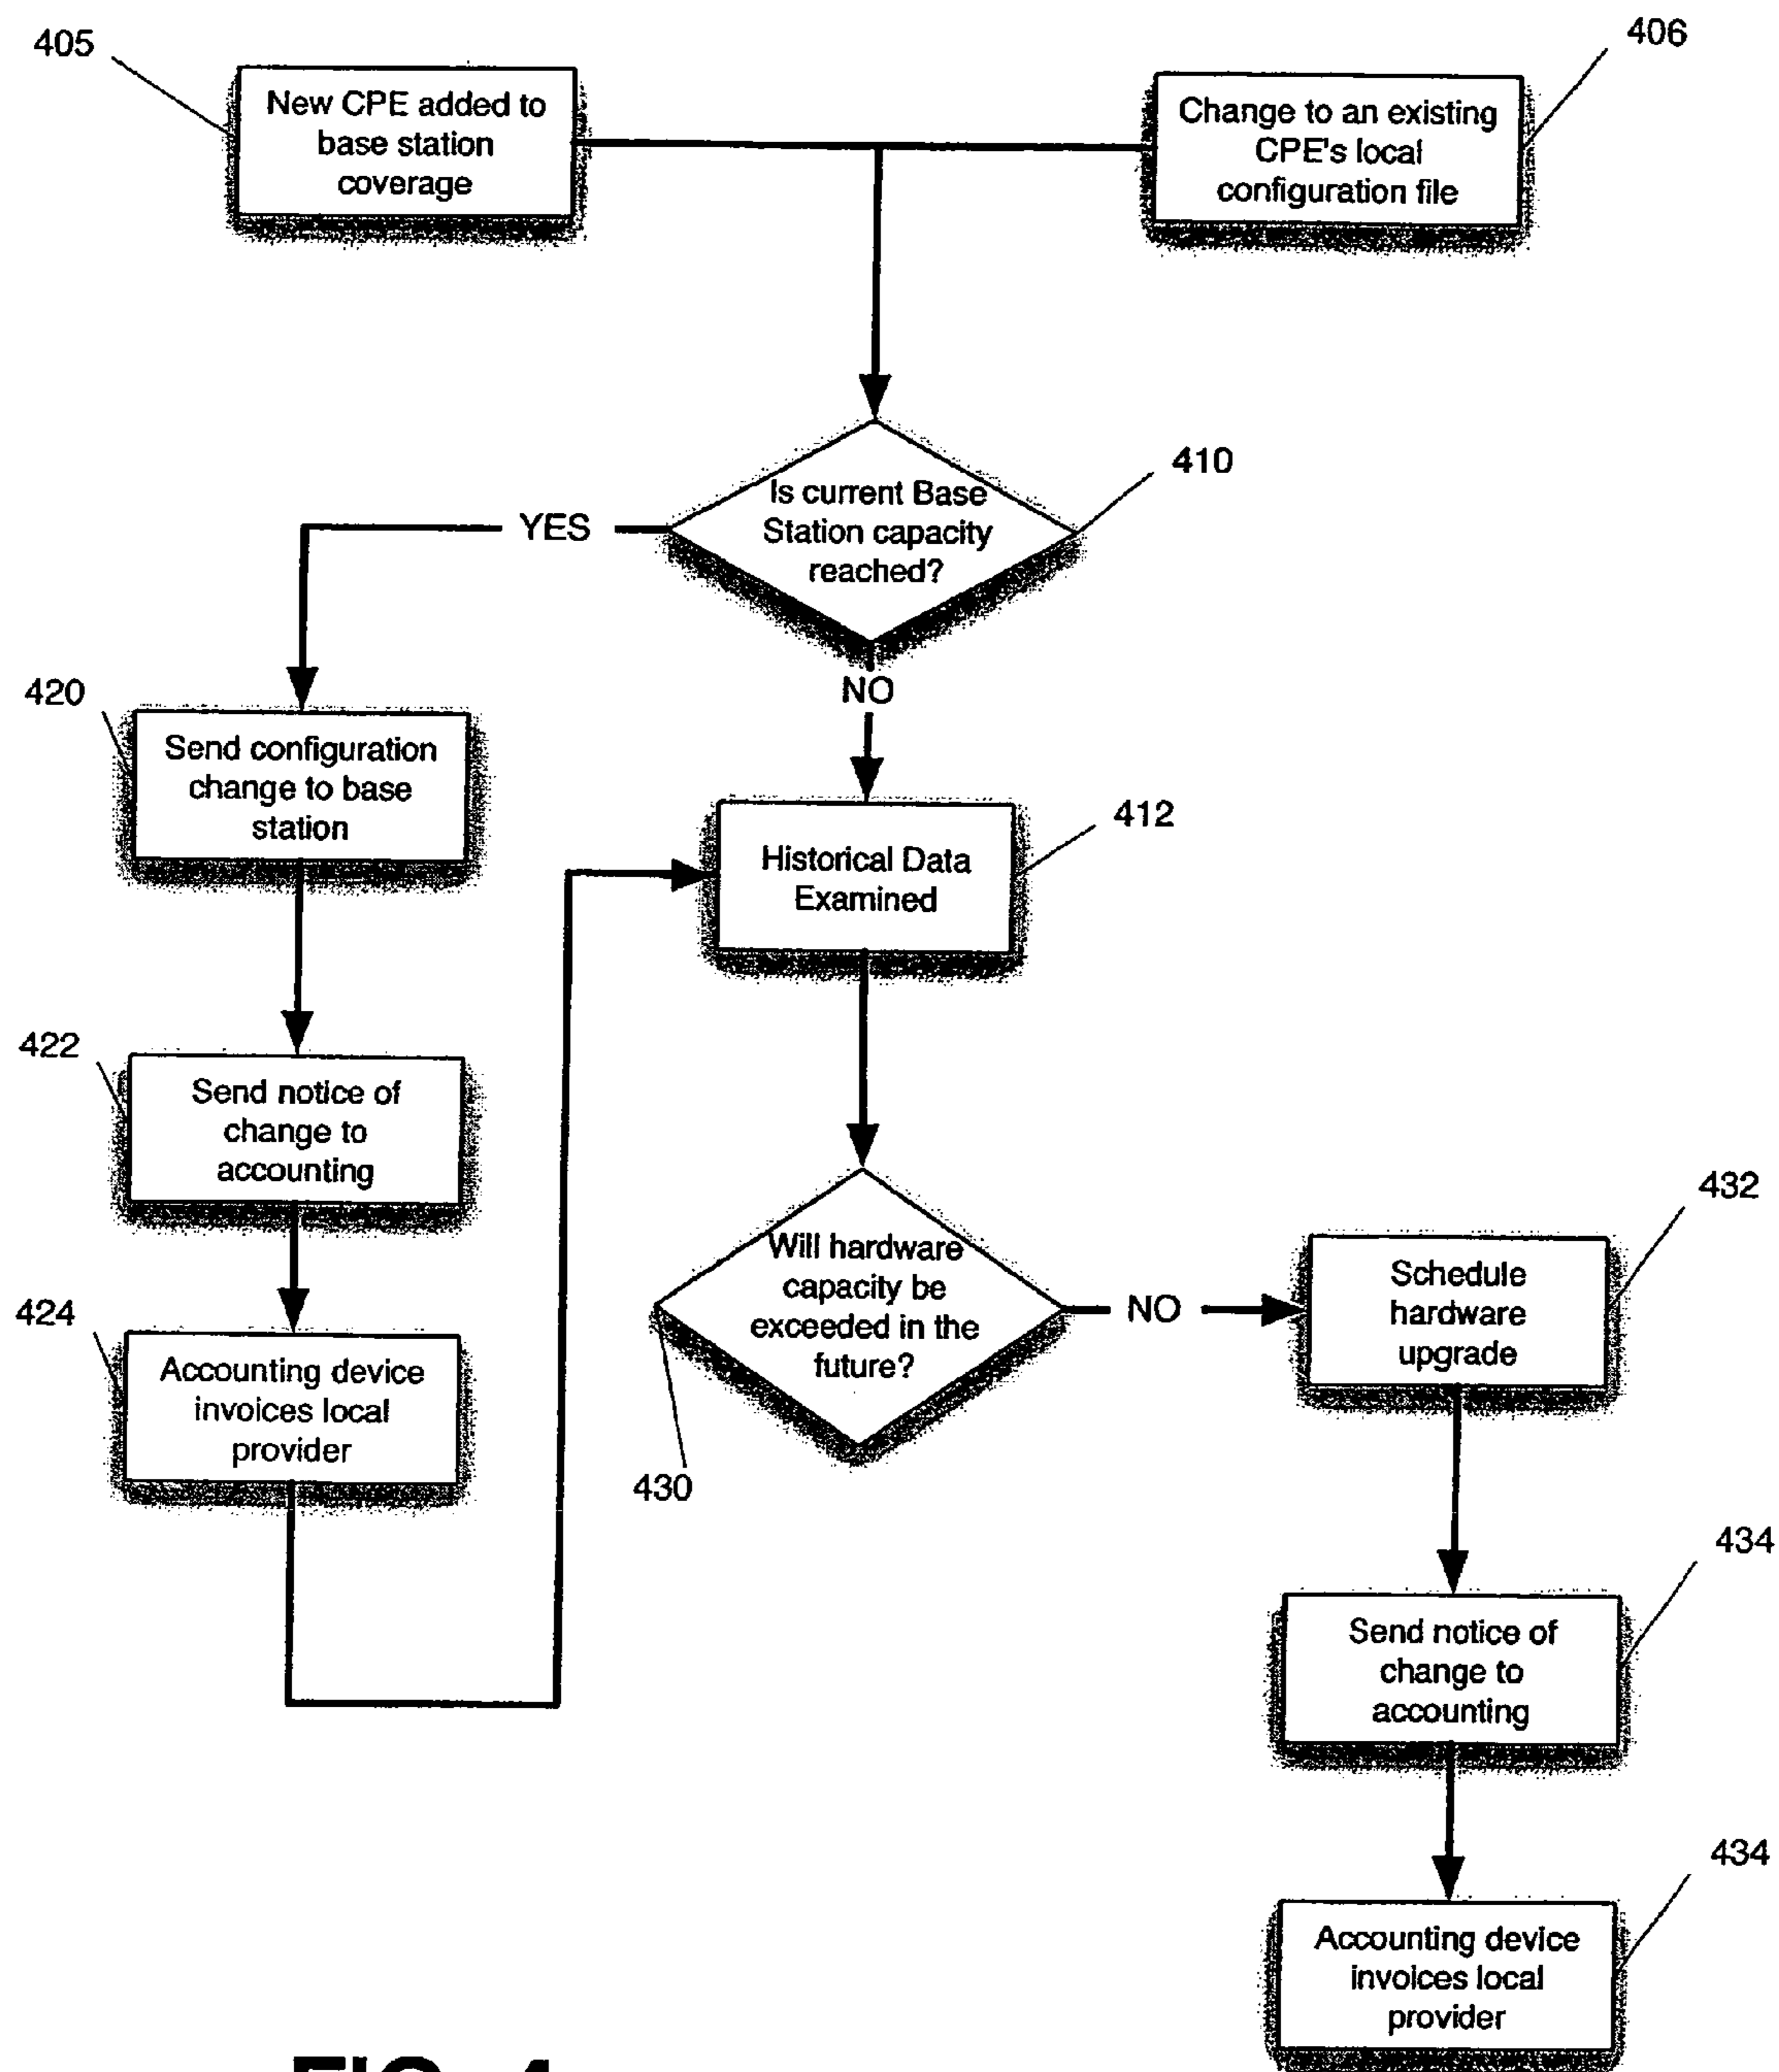 405
New CPE added to
base station
coverage
406
Change to an existing
CPE's local
configuration file
410
Is current Base
Station capacity
reached?
YES
NO
420
Send configuration
change to base
station
412
Historical Data
Examined
422
Send notice of
change to
accounting
424
Accounting device
invoices local
provider
430
Will hardware
capacity be
exceeded in the
future?
NO
432
Schedule
hardware
upgrade
434
Send notice of
change to
accounting
434
Accounting device
invoices local
provider